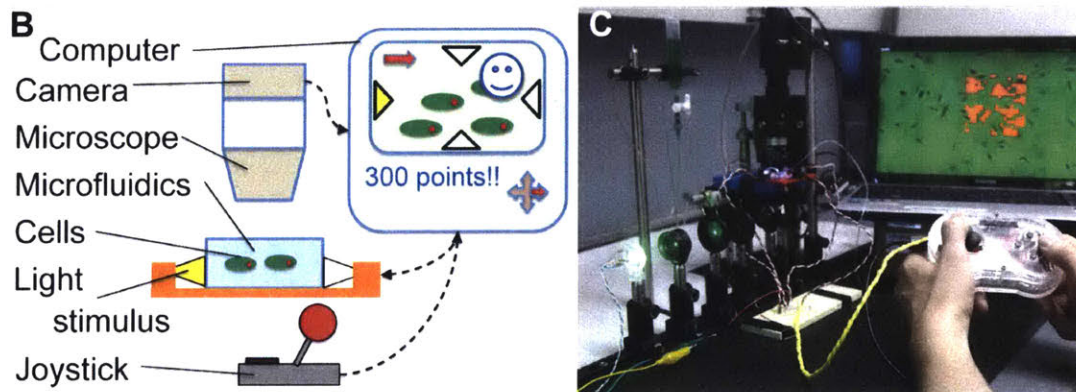 B
Computer
Camera
Microscope
Microfluidics
Cells
Light
stimulus
Joystick
300 points!!
C